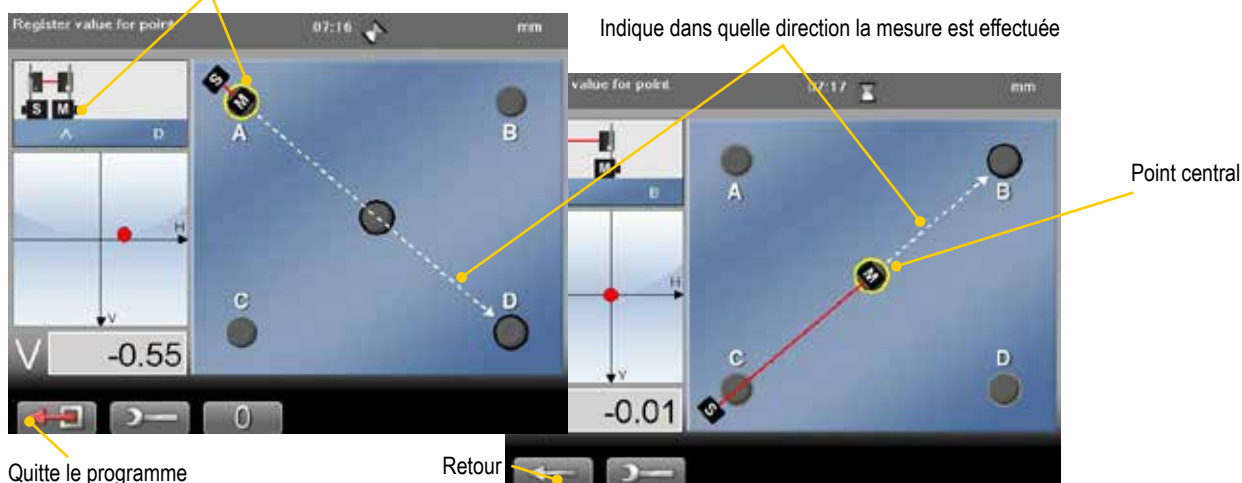 Register value for point
07:16
mm
Indique dans quelle direction la mesure est effectuée
S M
A D
H
V
V
-0.55
S
M
A
B
C
D
0
Quitte le programme
value for point
07:17
mm
M
B
H
V
-0.01
A
B
M
C
D
S
Point central
Retour